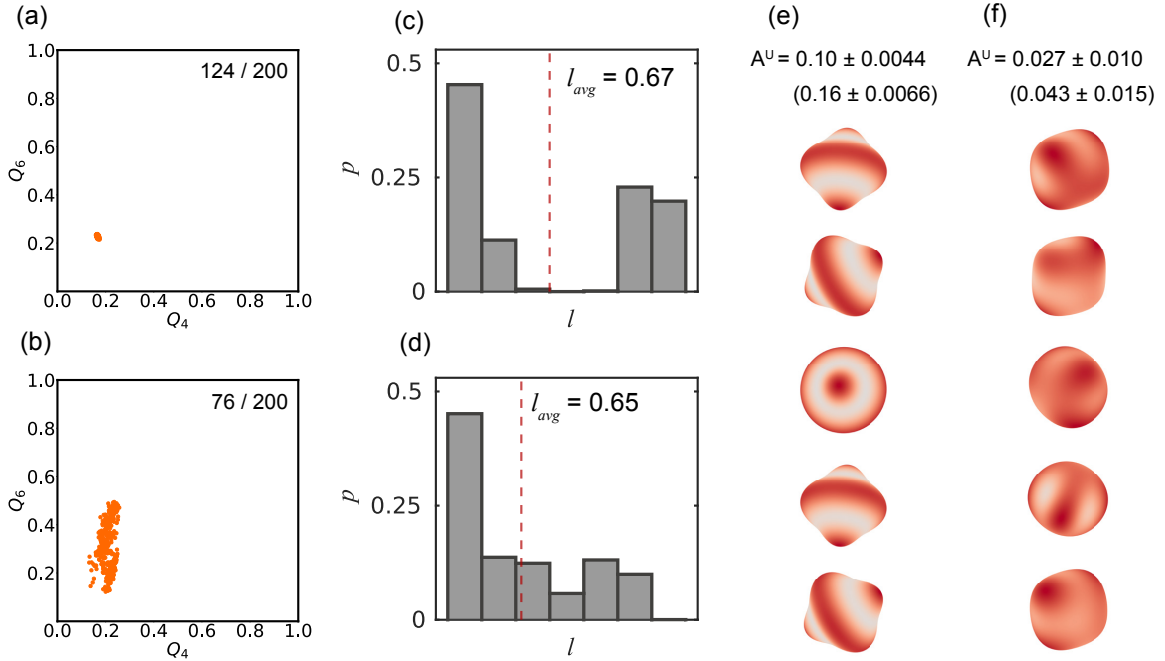 (a)
124 / 200
Q6
1.0
0.8
0.6
0.4
0.2
0.0
0.2
0.4
0.6
0.8
1.0
Q4
(b)
76 / 200
Q6
1.0
0.8
0.6
0.4
0.2
0.0
0.2
0.4
0.6
0.8
1.0
Q4
(c)
lavg = 0.67
p
0.5
0.25
0
l
(d)
lavg = 0.65
p
0.5
0.25
0
l
(e)
Aᵁ = 0.10 ± 0.0044
(0.16 ± 0.0066)
(f)
Aᵁ = 0.027 ± 0.010
(0.043 ± 0.015)